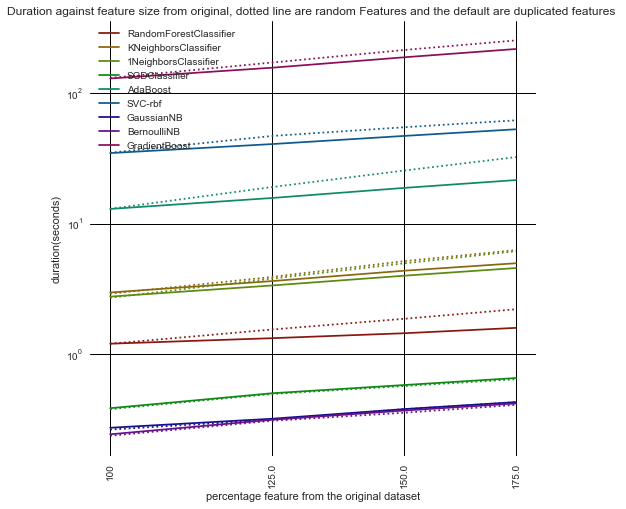 Duration against feature size from original, dotted line are random Features and the default are duplicated features
RandomForestClassifier
KNeighborsClassifier
1NeighborsClassifier
SGDClassifier
AdaBoost
SVC-rbf
GaussianNB
BernoulliNB
GradientBoost
10²
10¹
10⁰
duration(seconds)
100
125.0
150.0
175.0
percentage feature from the original dataset